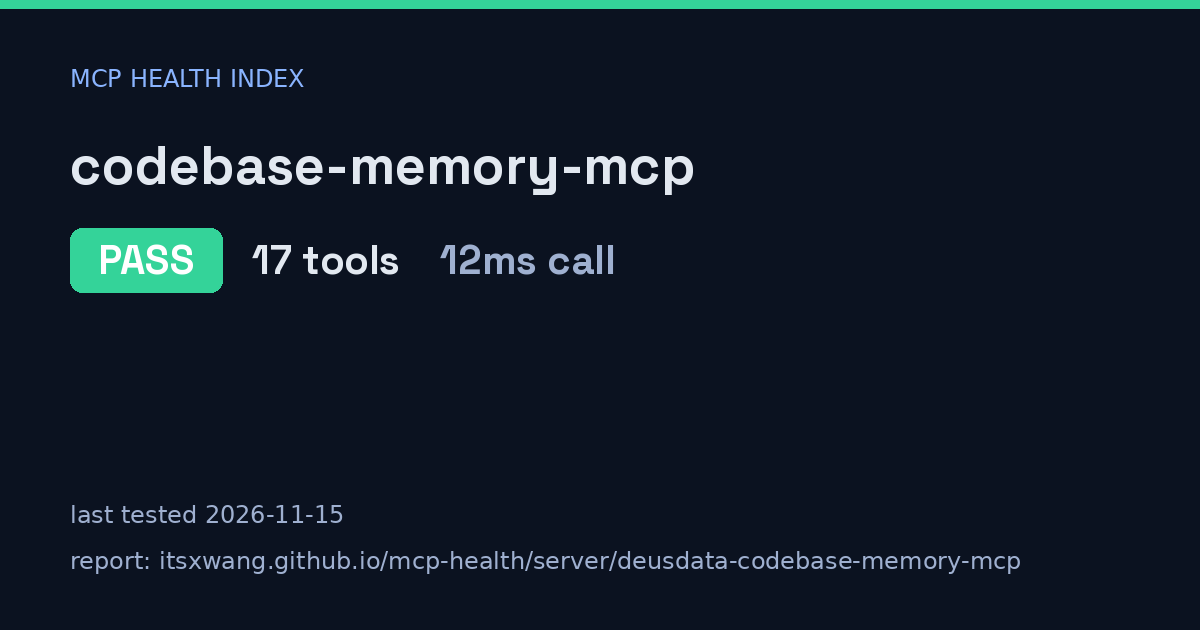 MCP HEALTH INDEX
codebase-memory-mcp
PASS 17 tools 12ms call
last tested 2026-11-15
report: itsxwang.github.io/mcp-health/server/deusdata-codebase-memory-mcp